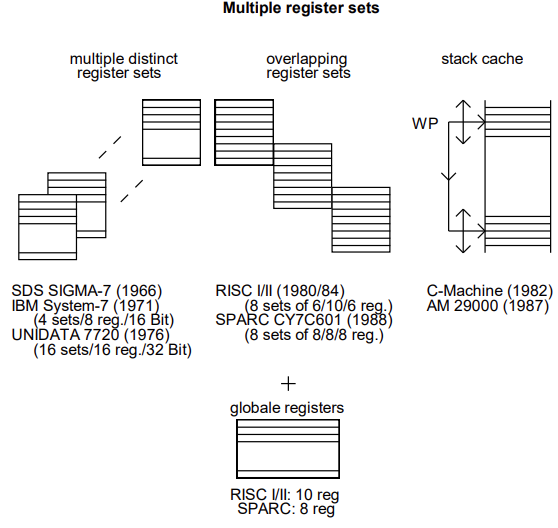 Multiple register sets
multiple distinct
register sets
overlapping
register sets
stack cache
WP
SDS SIGMA-7 (1966)
IBM System-7 (1971)
(4 sets/8 reg./16 Bit)
UNIDATA 7720 (1976)
(16 sets/16 reg./32 Bit)
RISC I/II (1980/84)
(8 sets of 6/10/6 reg.)
SPARC CY7C601 (1988)
(8 sets of 8/8/8 reg.)
C-Machine (1982)
AM 29000 (1987)
+
globale registers
RISC I/II: 10 reg
SPARC: 8 reg